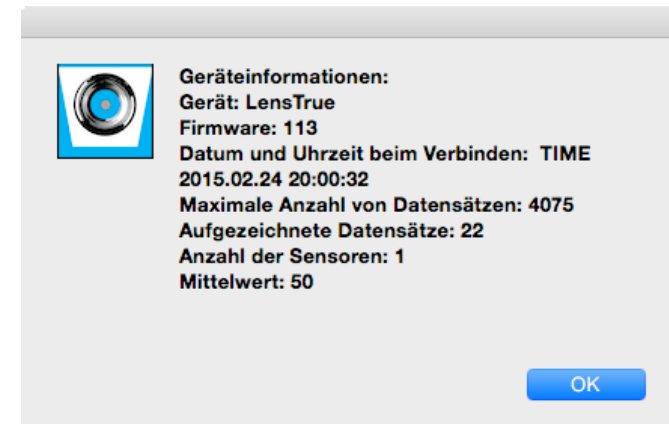 Geräteinformationen:
Gerät: LensTrue
Firmware: 113
Datum und Uhrzeit beim Verbinden:  TIME
2015.02.24 20:00:32
Maximale Anzahl von Datensätzen: 4075
Aufgezeichnete Datensätze: 22
Anzahl der Sensoren: 1
Mittelwert: 50
OK